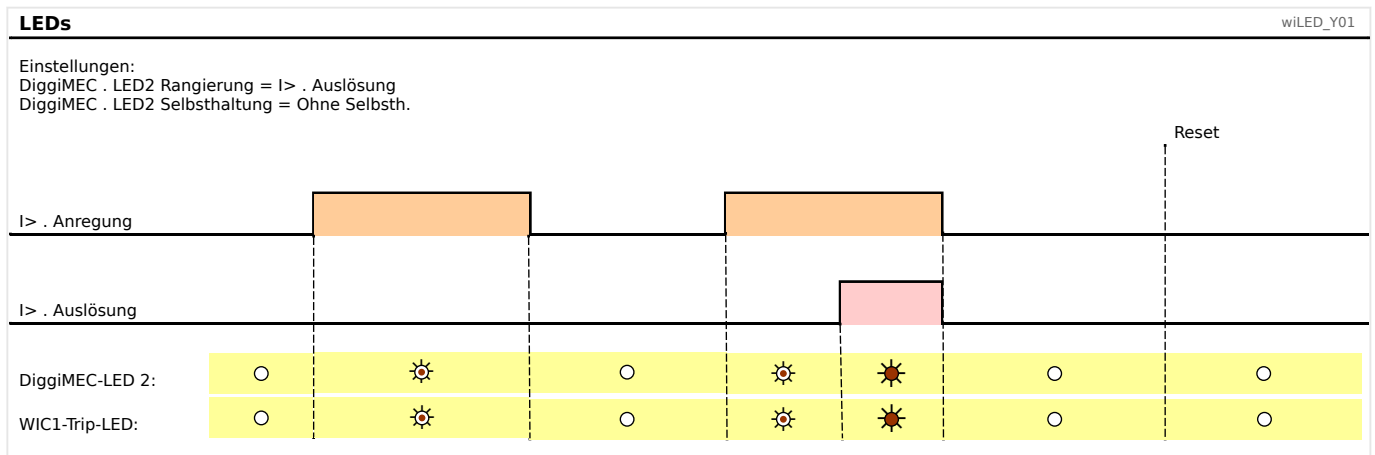 LEDs
wiLED_Y01
Einstellungen:
DiggiMEC . LED2 Rangierung = I> . Auslösung
DiggiMEC . LED2 Selbsthaltung = Ohne Selbsth.
Reset
I> . Anregung
I> . Auslösung
DiggiMEC-LED 2:
WIC1-Trip-LED: